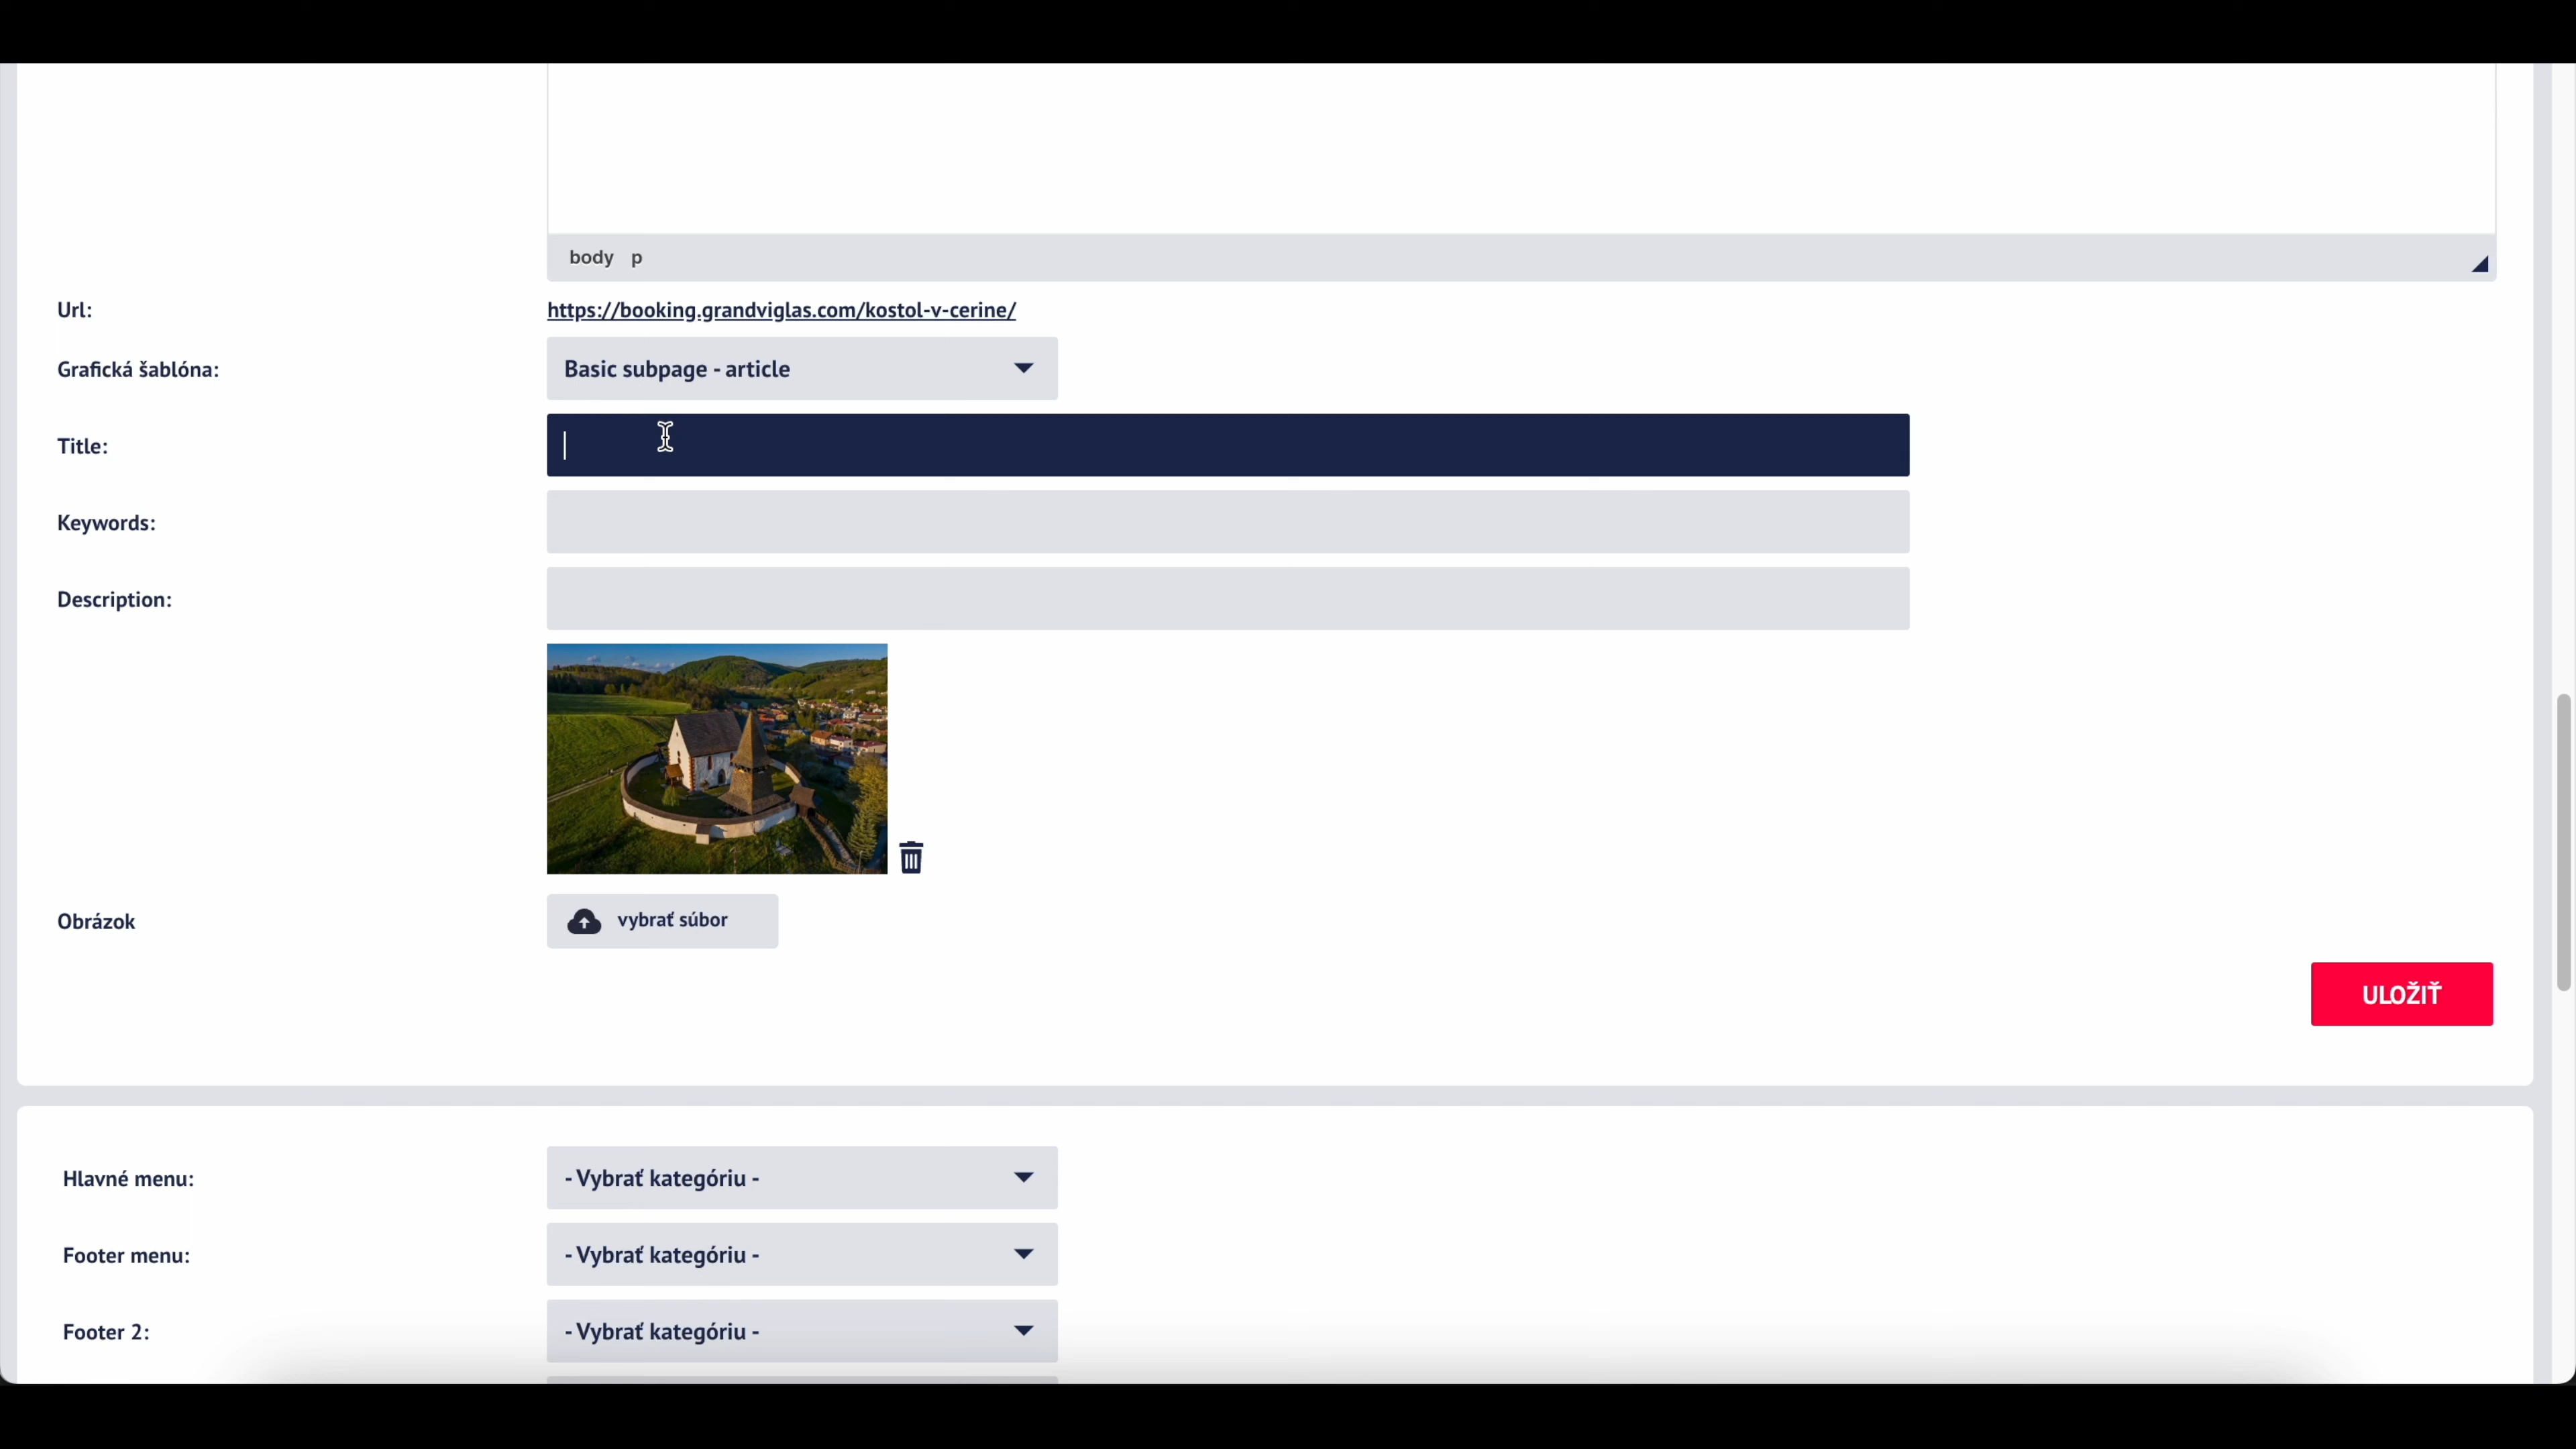 body p
Url: https://booking.grandviglas.com/kostol-v-cerine/
Grafická šablóna: Basic subpage - article
Title:
Keywords:
Description:
Obrázok vybrať súbor
ULOŽIŤ
Hlavné menu: - Vybrať kategóriu -
Footer menu: - Vybrať kategóriu -
Footer 2: - Vybrať kategóriu -